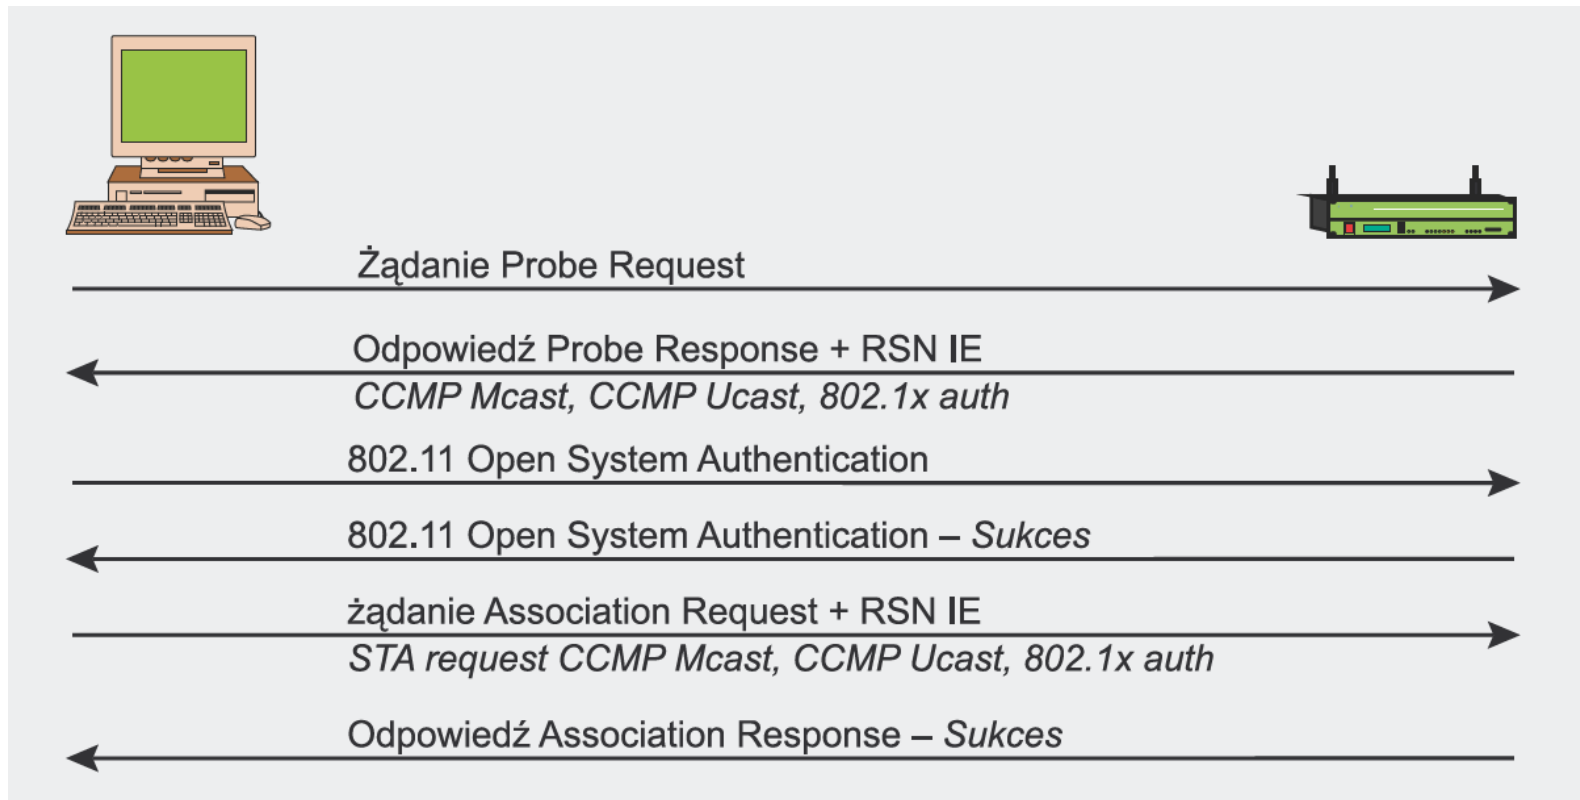 Żądanie Probe Request
Odpowiedź Probe Response + RSN IE
CCMP Mcast, CCMP Ucast, 802.1x auth
802.11 Open System Authentication
802.11 Open System Authentication – Sukces
żądanie Association Request + RSN IE
STA request CCMP Mcast, CCMP Ucast, 802.1x auth
Odpowiedź Association Response – Sukces